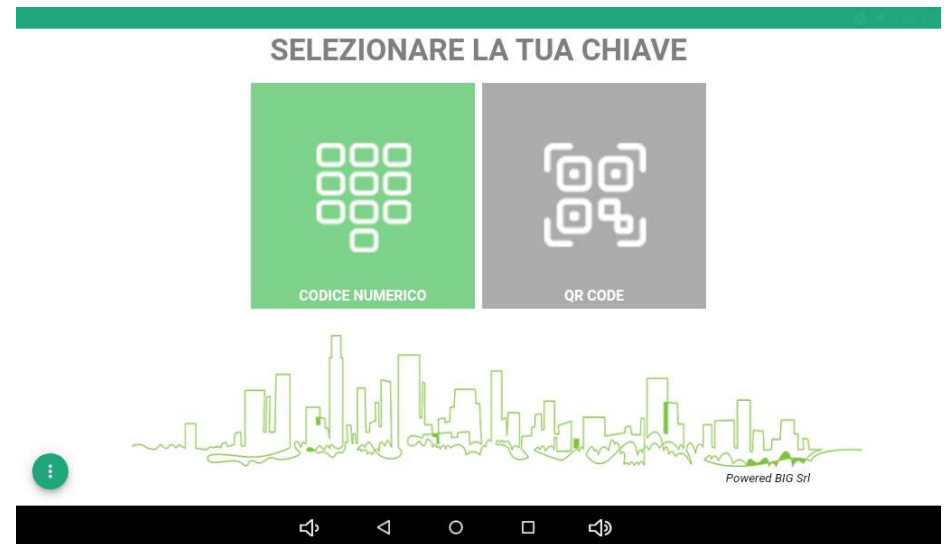 SELEZIONARE LA TUA CHIAVE
CODICE NUMERICO
QR CODE
Powered BIG Srl